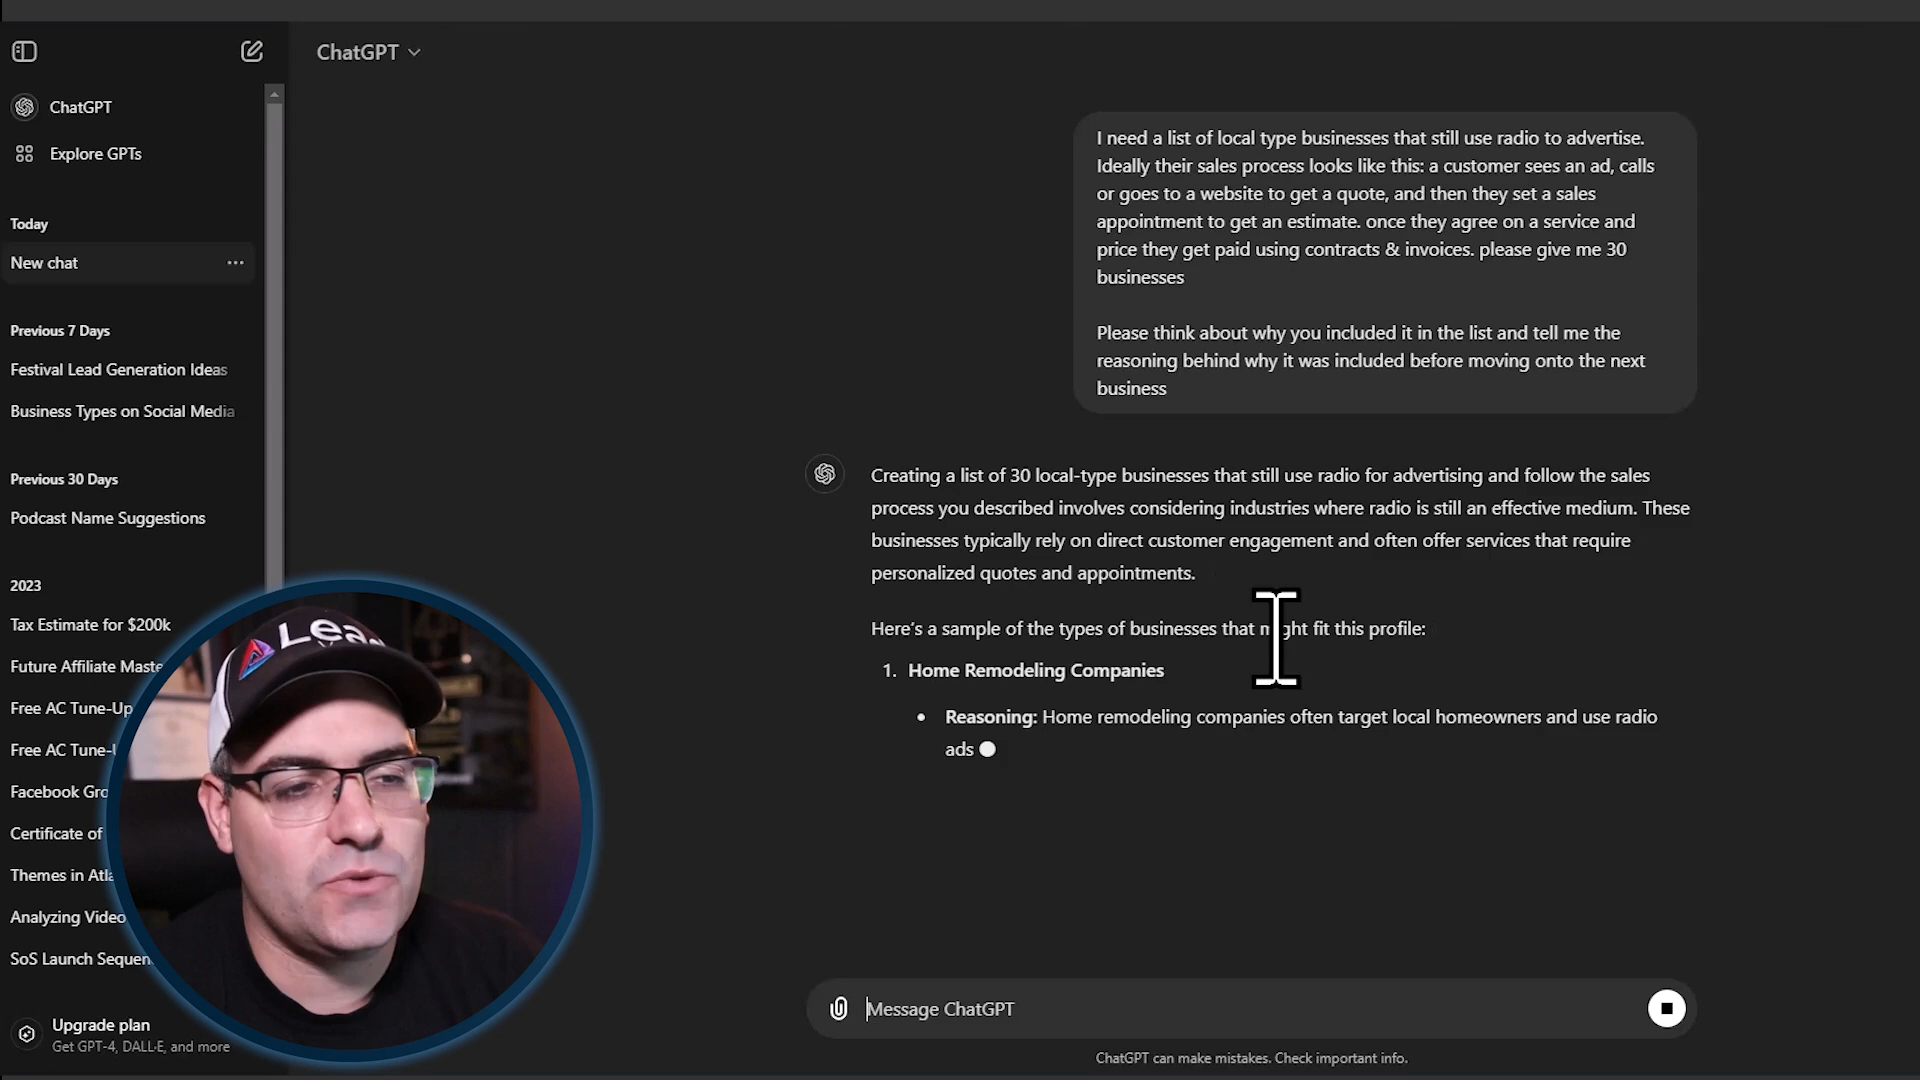 ChatGPT
ChatGPT
Explore GPTs
Today
New chat
Previous 7 Days
Festival Lead Generation Ideas
Business Types on Social Media
Previous 30 Days
Podcast Name Suggestions
2023
Tax Estimate for $200k
Future Affiliate Maste
Free AC Tune-Up
Free AC Tune-U
Facebook Gro
Certificate of
Themes in Atla
Analyzing Video
SoS Launch Sequen
Upgrade plan
Get GPT-4, DALL·E, and more
I need a list of local type businesses that still use radio to advertise.
Ideally their sales process looks like this: a customer sees an ad, calls
or goes to a website to get a quote, and then they set a sales
appointment to get an estimate. once they agree on a service and
price they get paid using contracts & invoices. please give me 30
businesses
Please think about why you included it in the list and tell me the
reasoning behind why it was included before moving onto the next
business
Creating a list of 30 local-type businesses that still use radio for advertising and follow the sales
process you described involves considering industries where radio is still an effective medium. These
businesses typically rely on direct customer engagement and often offer services that require
personalized quotes and appointments.
Here's a sample of the types of businesses that might fit this profile:
1. Home Remodeling Companies
• Reasoning: Home remodeling companies often target local homeowners and use radio
ads
Message ChatGPT
ChatGPT can make mistakes. Check important info.
Lea